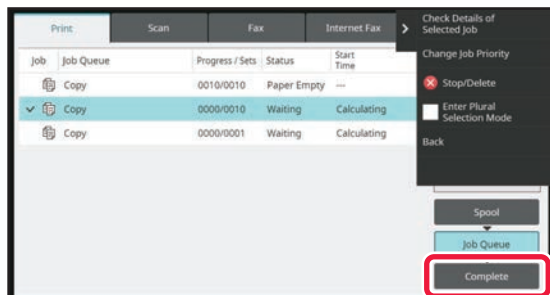 Print
Scan
Fax
Internet Fax
Job
Job Queue
Progress / Sets
Status
Start
Time
Copy
0010/0010
Paper Empty
---
Copy
0000/0010
Waiting
Calculating
Copy
0000/0001
Waiting
Calculating
Check Details of
Selected Job
Change Job Priority
Stop/Delete
Enter Plural
Selection Mode
Back
Spool
Job Queue
Complete